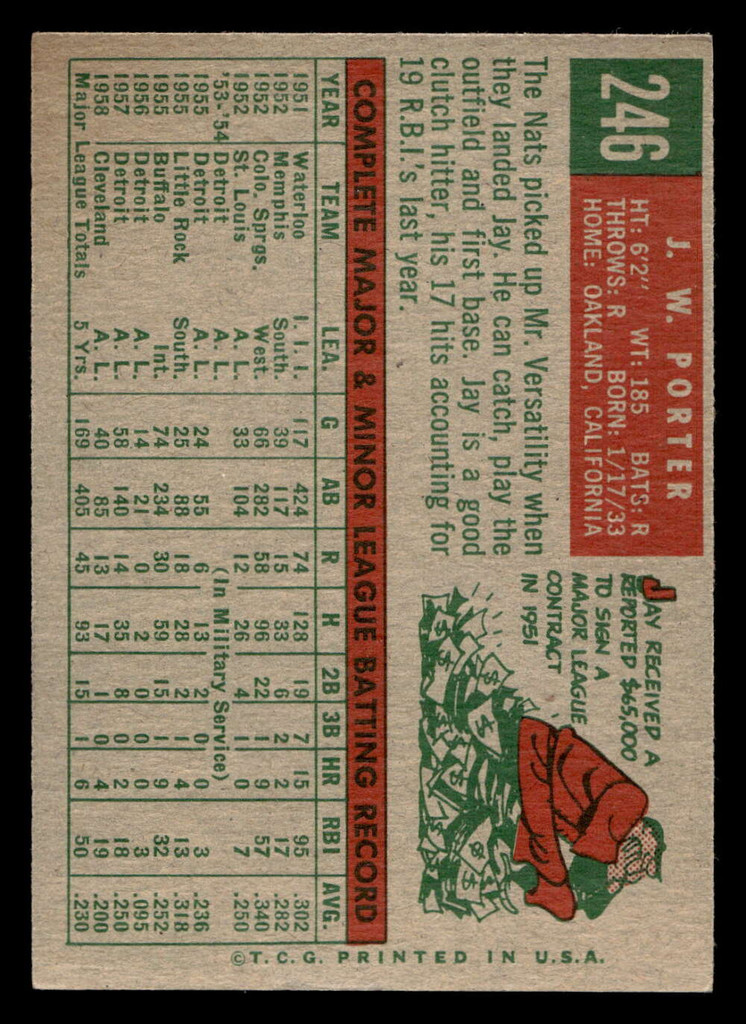 246
J. W. PORTER
HT: 6'2" WT: 185 BATS: R
THROWS: R BORN: 1/17/33
HOME: OAKLAND, CALIFORNIA
The Nats picked up Mr. Versatility when
they landed Jay. He can catch, play the
outfield and first base. Jay is a good
clutch hitter, his 17 hits accounting for
19 R.B.I.'s last year.
JAY RECEIVED A
REPORTED $65,000
TO SIGN A
MAJOR LEAGUE
CONTRACT
IN 1951
COMPLETE MAJOR & MINOR LEAGUE BATTING RECORD
YEAR TEAM LEA. G AB R H 2B 3B HR RBI AVG.
1951 Waterloo I. I. I. 117 424 74 128 19 7 15 95 .302
1952 Memphis South. 39 117 15 33 6 2 2 17 .282
1952 Colo. Sprgs. West. 66 282 58 96 22 1 9 57 .340
1952 St. Louis A. L. 33 104 12 26 4 1 0 7 .250
'53-'54 Detroit A. L. (In Military Service)
1955 Detroit A. L. 24 55 6 13 2 0 0 3 .236
1955 Little Rock South. 25 88 18 28 2 1 4 13 .318
1955 Buffalo Int. 74 234 30 59 15 1 9 32 .252
1956 Detroit A. L. 14 21 0 2 0 0 0 3 .095
1957 Detroit A. L. 58 140 14 35 8 0 2 18 .250
1958 Cleveland A. L. 40 85 13 17 1 0 4 19 .200
Major League Totals 5 Yrs. 169 405 45 93 15 1 6 50 .230
© T. C. G. PRINTED IN U.S.A.